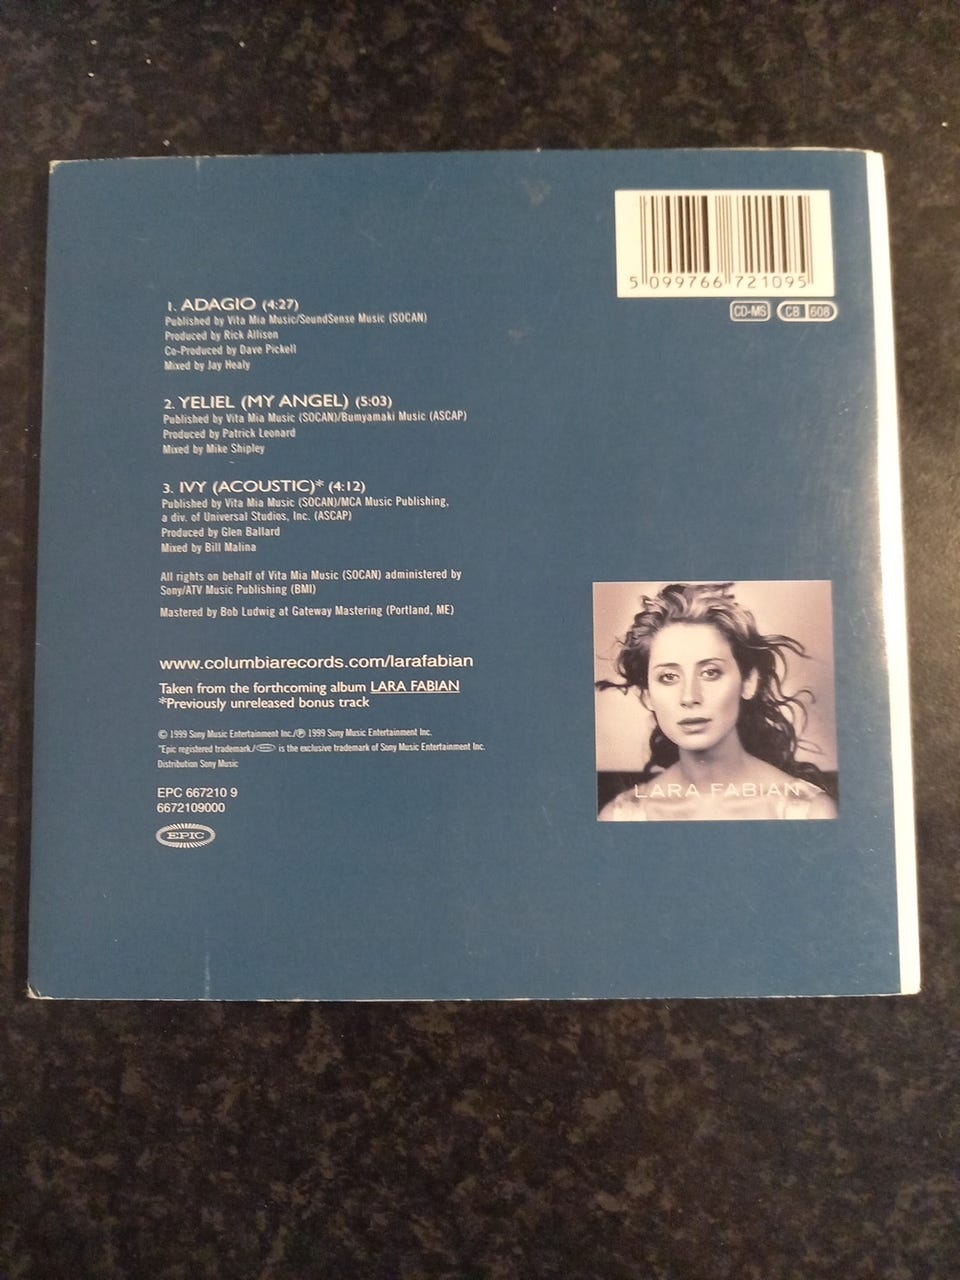 5 099766 721095
CD-MS CB 608
1. ADAGIO (4:27)
Published by Vita Mia Music/SoundSense Music (SOCAN)
Produced by Rick Allison
Co-Produced by Dave Pickell
Mixed by Jay Healy
2. YELIEL (MY ANGEL) (5:03)
Published by Vita Mia Music (SOCAN)/Bumyamaki Music (ASCAP)
Produced by Patrick Leonard
Mixed by Mike Shipley
3. IVY (ACOUSTIC)* (4:12)
Published by Vita Mia Music (SOCAN)/MCA Music Publishing,
a div. of Universal Studios, Inc. (ASCAP)
Produced by Glen Ballard
Mixed by Bill Malina
All rights on behalf of Vita Mia Music (SOCAN) administered by
Sony/ATV Music Publishing (BMI)
Mastered by Bob Ludwig at Gateway Mastering (Portland, ME)
www.columbiarecords.com/larafabian
Taken from the forthcoming album LARA FABIAN
*Previously unreleased bonus track
© 1999 Sony Music Entertainment Inc./℗ 1999 Sony Music Entertainment Inc.
"Epic registered trademark/EPIC is the exclusive trademark of Sony Music Entertainment Inc.
Distribution Sony Music
EPC 667210 9
6672109000
EPIC
LARA FABIAN